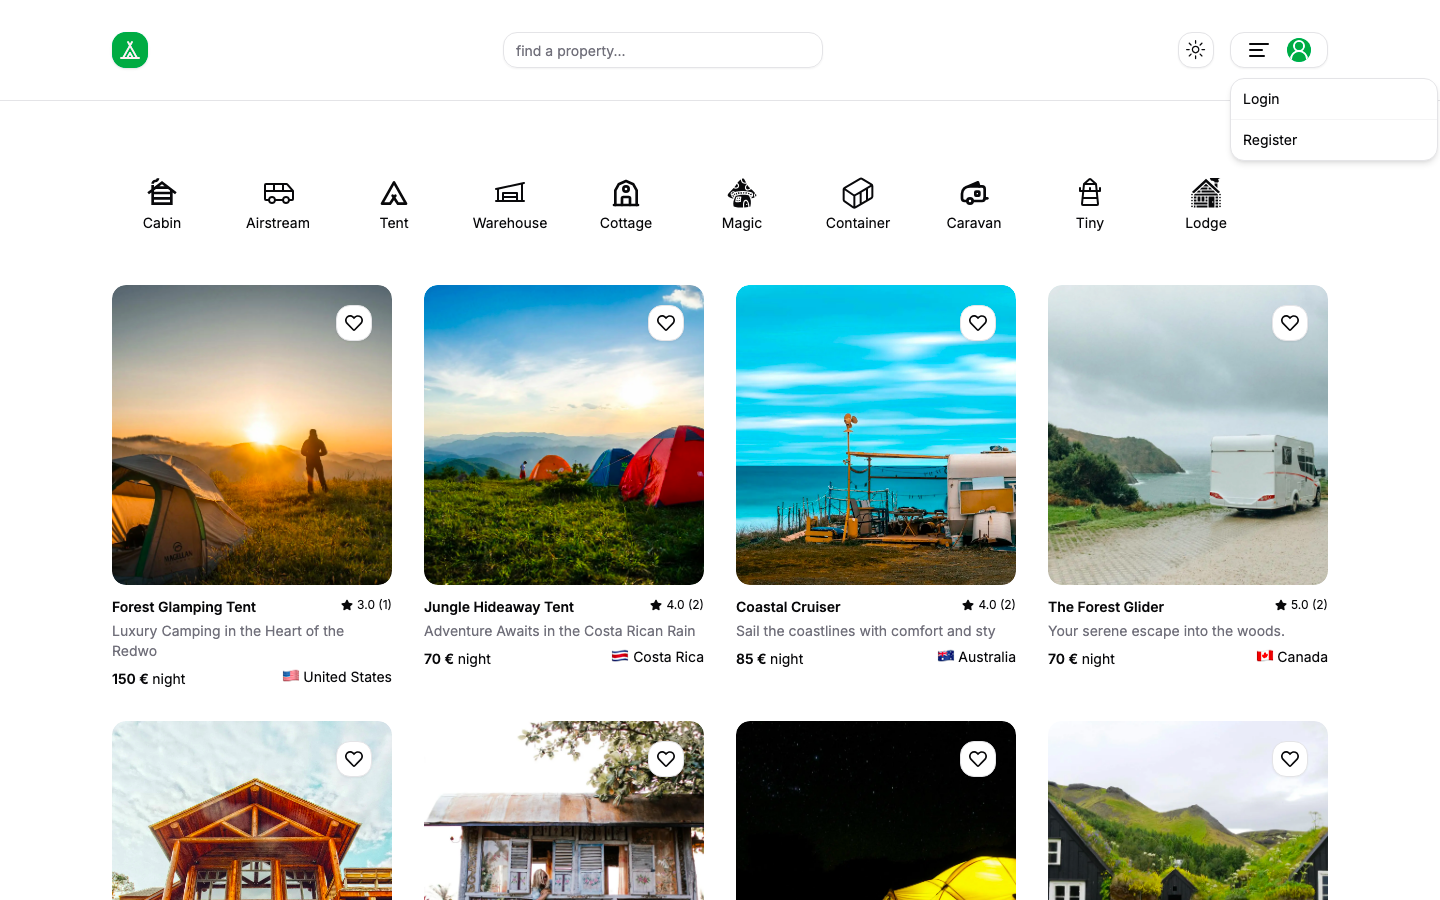 find a property...
Login
Register
Cabin
Airstream
Tent
Warehouse
Cottage
Magic
Container
Caravan
Tiny
Lodge
Forest Glamping Tent
3.0 (1)
Luxury Camping in the Heart of the
Redwo
150 € night
United States
Jungle Hideaway Tent
4.0 (2)
Adventure Awaits in the Costa Rican Rain
70 € night
Costa Rica
Coastal Cruiser
4.0 (2)
Sail the coastlines with comfort and sty
85 € night
Australia
The Forest Glider
5.0 (2)
Your serene escape into the woods.
70 € night
Canada